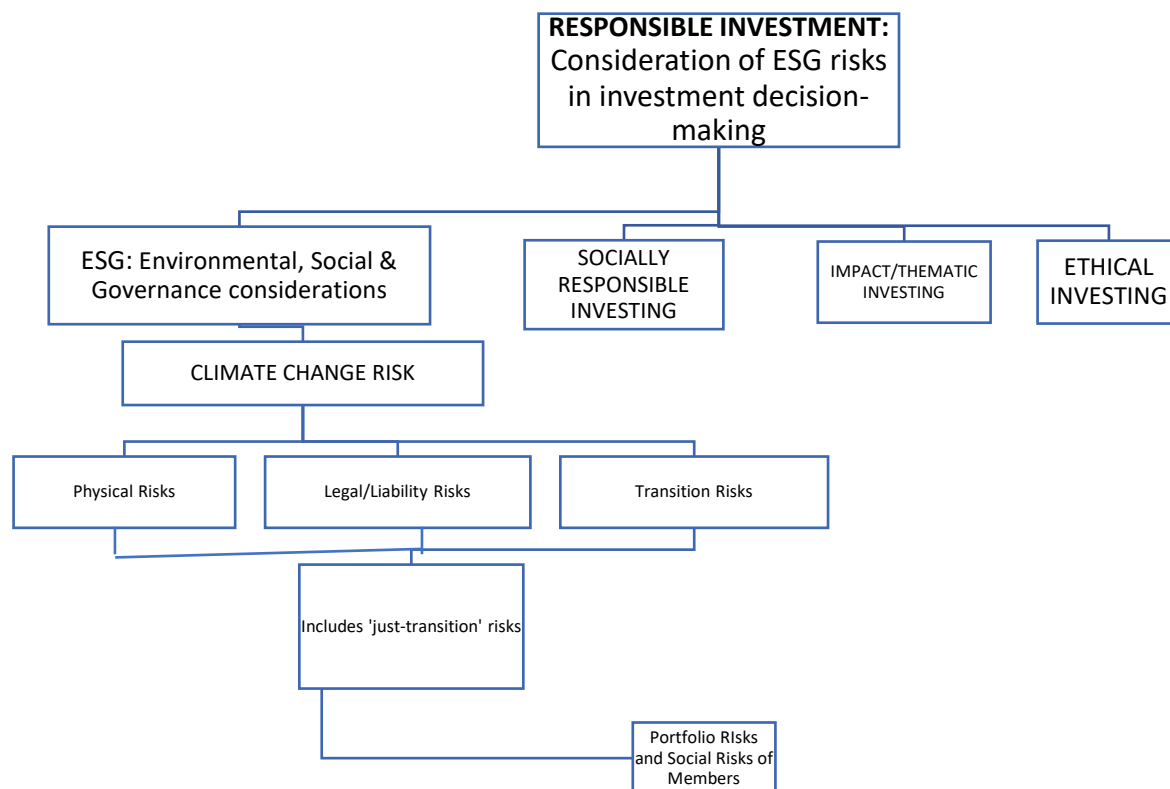 RESPONSIBLE INVESTMENT:
Consideration of ESG risks
in investment decision-
making
ESG: Environmental, Social &
Governance considerations
SOCIALLY
RESPONSIBLE
INVESTING
IMPACT/THEMATIC
INVESTING
ETHICAL
INVESTING
CLIMATE CHANGE RISK
Physical Risks
Legal/Liability Risks
Transition Risks
Includes 'just-transition' risks
Portfolio RIsks
and Social Risks of
Members